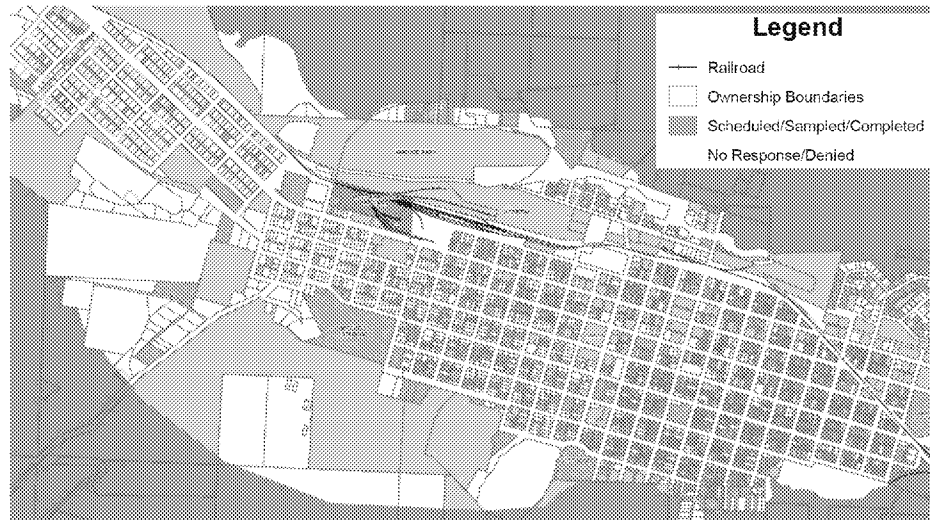 Legend
Railroad
Ownership Boundaries
Scheduled/Sampled/Completed
No Response/Denied